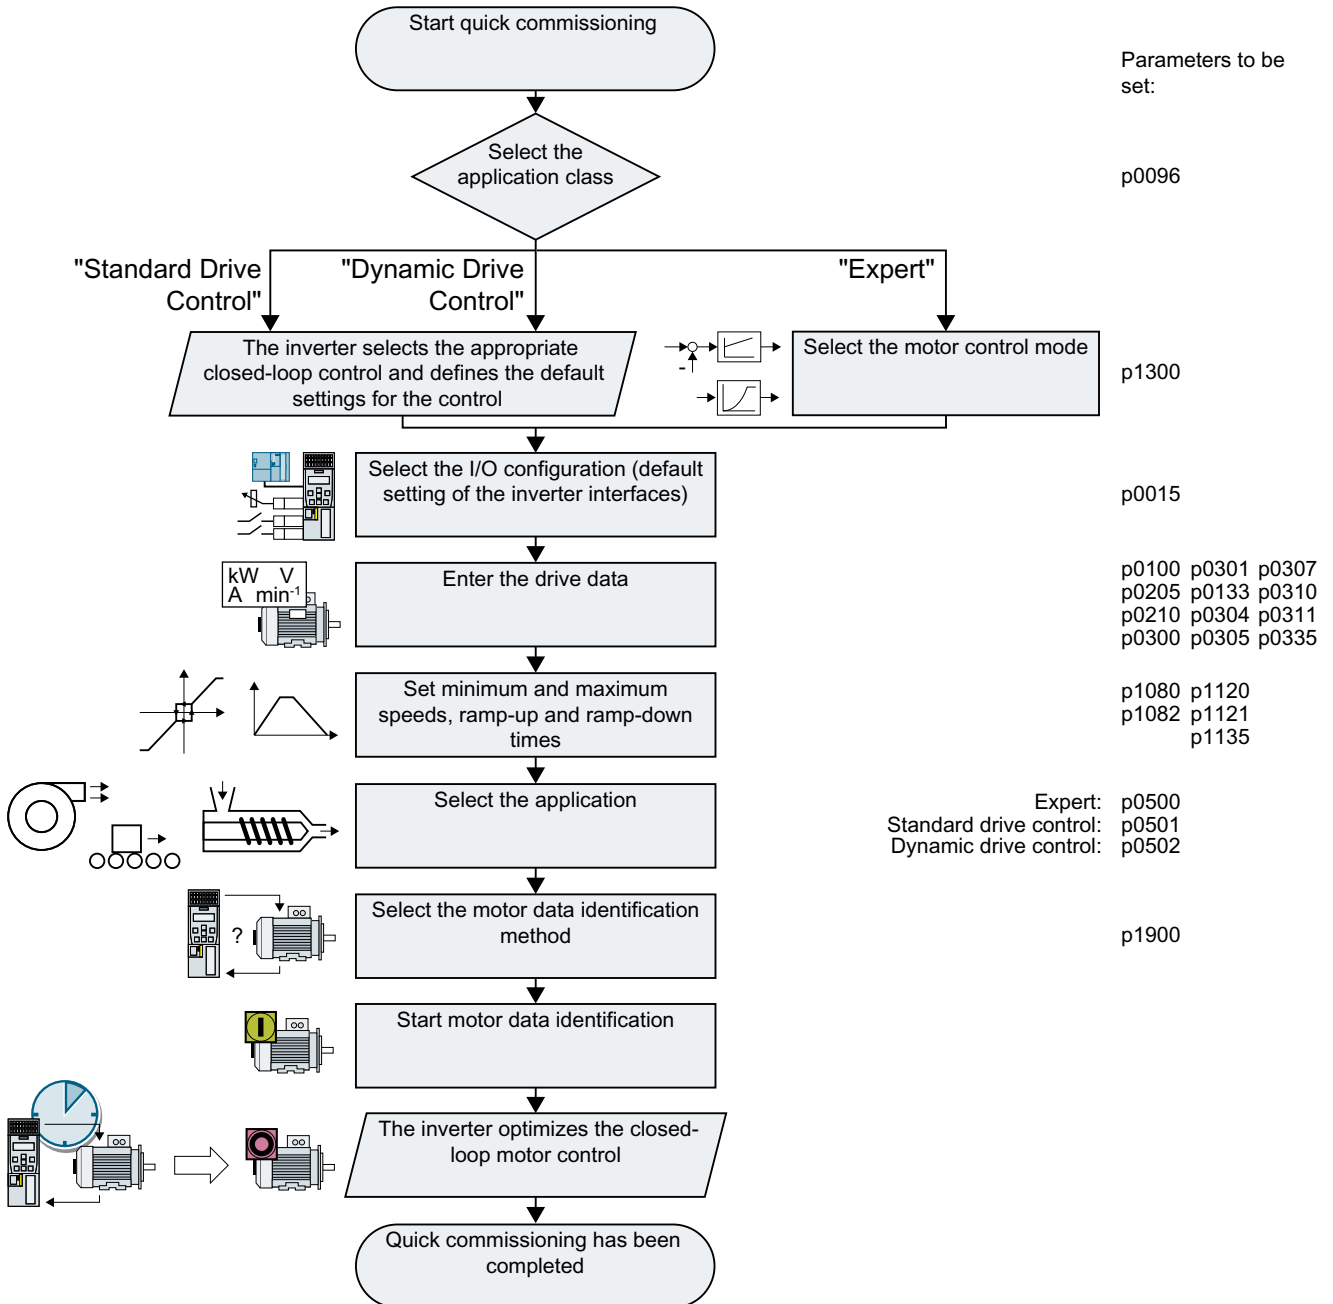 Start quick commissioning
Parameters to be
set:
Select the
application class
p0096
"Standard Drive
Control"
"Dynamic Drive
Control"
"Expert"
The inverter selects the appropriate
closed-loop control and defines the default
settings for the control
-
Select the motor control mode
p1300
Select the I/O configuration (default
setting of the inverter interfaces)
p0015
kW V
A min-1
Enter the drive data
p0100 p0301 p0307
p0205 p0133 p0310
p0210 p0304 p0311
p0300 p0305 p0335
Set minimum and maximum
speeds, ramp-up and ramp-down
times
p1080 p1120
p1082 p1121
p1135
Select the application
Expert: p0500
Standard drive control: p0501
Dynamic drive control: p0502
?
Select the motor data identification
method
p1900
Start motor data identification
The inverter optimizes the closed-
loop motor control
Quick commissioning has been
completed